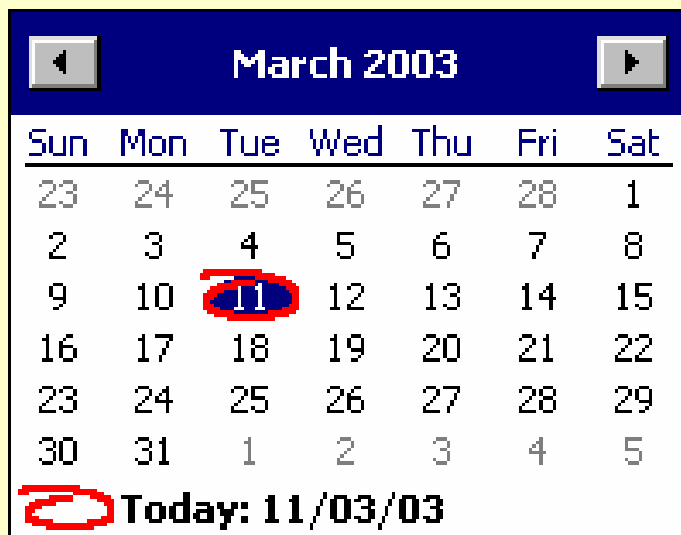 March 2003
Sun Mon Tue Wed Thu Fri Sat
23 24 25 26 27 28 1
2 3 4 5 6 7 8
9 10 11 12 13 14 15
16 17 18 19 20 21 22
23 24 25 26 27 28 29
30 31 1 2 3 4 5
Today: 11/03/03